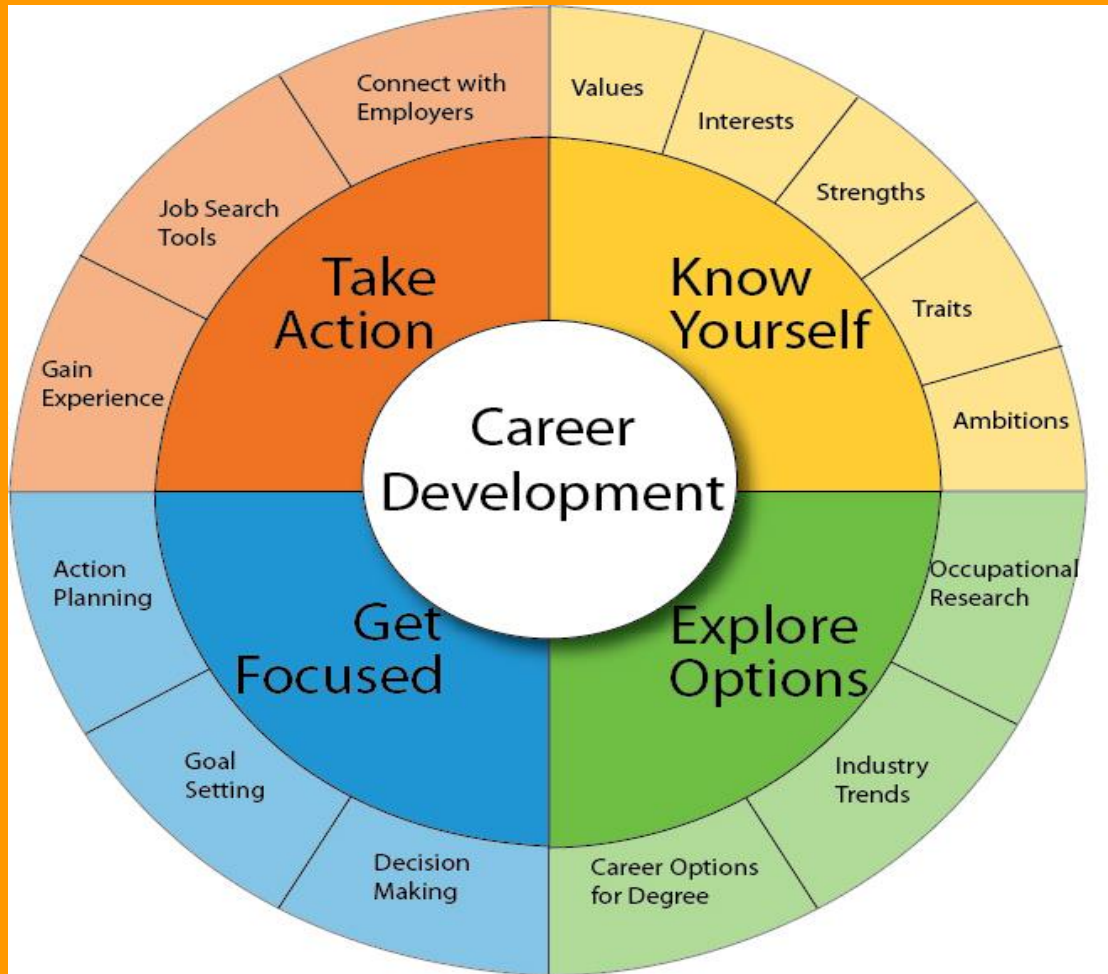 Career
Development
Know
Yourself
Values
Interests
Strengths
Traits
Ambitions
Explore
Options
Occupational
Research
Industry
Trends
Career Options
for Degree
Get
Focused
Decision
Making
Goal
Setting
Action
Planning
Take
Action
Gain
Experience
Job Search
Tools
Connect with
Employers